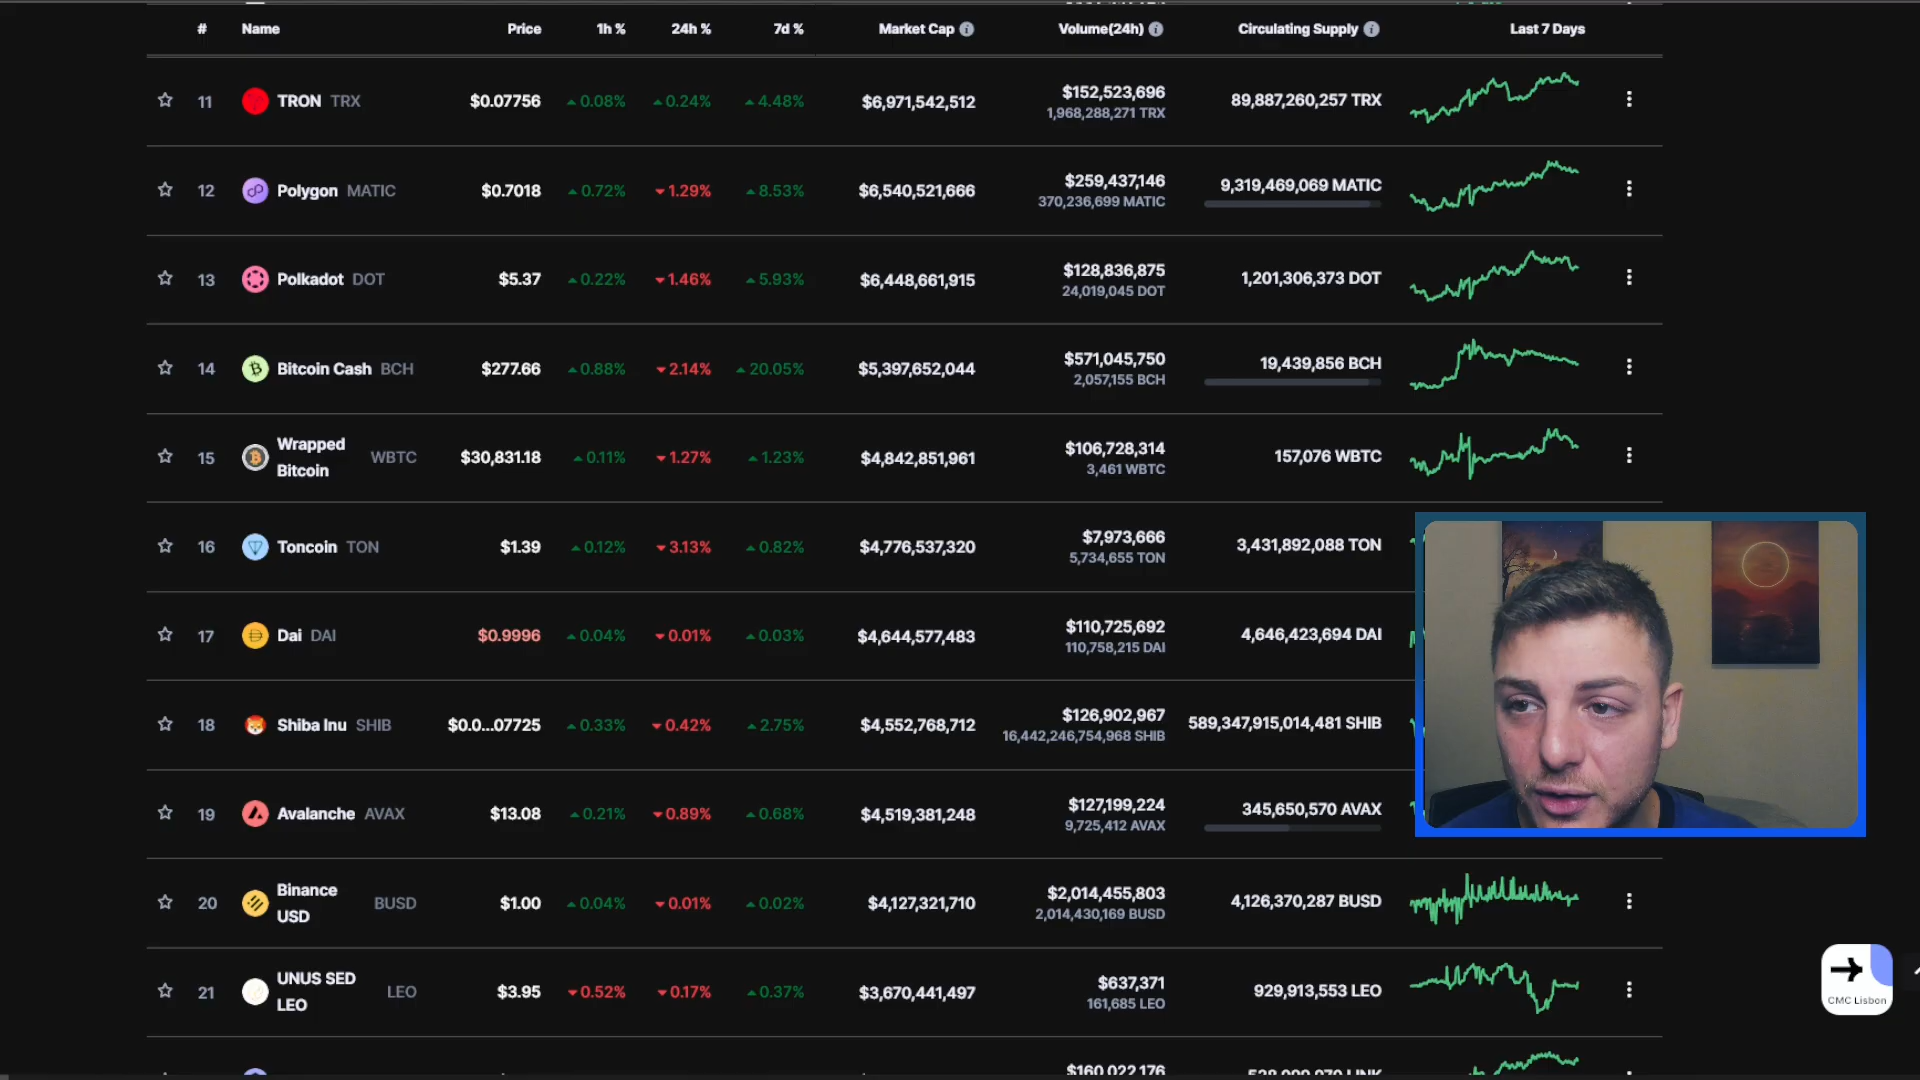 # Name Price 1h % 24h % 7d % Market Cap Volume(24h) Circulating Supply Last 7 Days
11 TRON TRX $0.07756 0.08% 0.24% 4.48% $6,971,542,512 $152,523,696 89,887,260,257 TRX
1,968,288,271 TRX
12 Polygon MATIC $0.7018 0.72% 1.29% 8.53% $6,540,521,666 $259,437,146 9,319,469,069 MATIC
370,236,699 MATIC
13 Polkadot DOT $5.37 0.22% 1.46% 5.93% $6,448,661,915 $128,836,875 1,201,306,373 DOT
24,019,045 DOT
14 Bitcoin Cash BCH $277.66 0.88% 2.14% 20.05% $5,397,652,044 $571,045,750 19,439,856 BCH
2,057,155 BCH
15 Wrapped Bitcoin WBTC $30,831.18 0.11% 1.27% 1.23% $4,842,851,961 $106,728,314 157,076 WBTC
3,461 WBTC
16 Toncoin TON $1.39 0.12% 3.13% 0.82% $4,776,537,320 $7,973,666 3,431,892,088 TON
5,734,655 TON
17 Dai DAI $0.9996 0.04% 0.01% 0.03% $4,644,577,483 $110,725,692 4,646,423,694 DAI
110,758,215 DAI
18 Shiba Inu SHIB $0.0...07725 0.33% 0.42% 2.75% $4,552,768,712 $126,902,967 589,347,915,014,481 SHIB
16,442,246,754,968 SHIB
19 Avalanche AVAX $13.08 0.21% 0.89% 0.68% $4,519,381,248 $127,199,224 345,650,570 AVAX
9,725,412 AVAX
20 Binance USD BUSD $1.00 0.04% 0.01% 0.02% $4,127,321,710 $2,014,455,803 4,126,370,287 BUSD
2,014,430,169 BUSD
21 UNUS SED LEO LEO $3.95 0.52% 0.17% 0.37% $3,670,441,497 $637,371 929,913,553 LEO
161,685 LEO
$160,022,176
CMC Lisbon